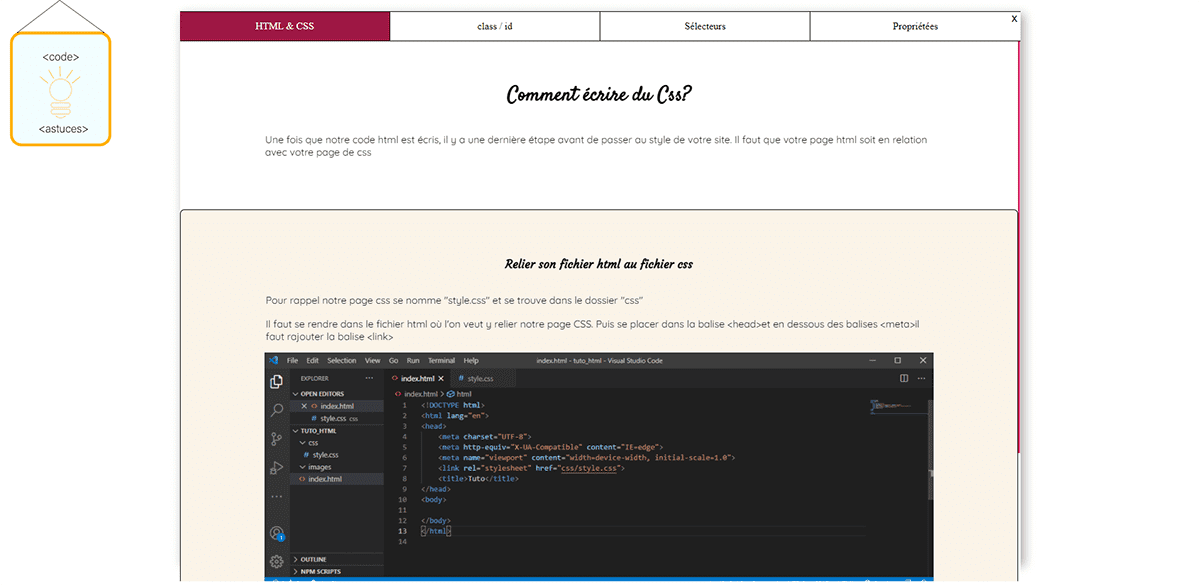 <code>
<astuces>
HTML & CSS
class / id
Sélecteurs
Propriétées
X
Comment écrire du Css?
Une fois que notre code html est écris, il y a une dernière étape avant de passer au style de votre site. Il faut que votre page html soit en relation
avec votre page de css
Relier son fichier html au fichier css
Pour rappel notre page css se nomme "style.css" et se trouve dans le dossier "css"
Il faut se rendre dans le fichier html où l'on veut y relier notre page CSS. Puis se placer dans la balise <head>et en dessous des balises <meta>il
faut rajouter la balise <link>
File Edit Selection View Go Run Terminal Help
index.html - tuto_html - Visual Studio Code
EXPLORER
OPEN EDITORS
index.html
style.css css
TUTO_HTML
css
style.css
images
index.html
OUTLINE
NPM SCRIPTS
index.html
style.css
index.html > html
1 <!DOCTYPE html>
2 <html lang="en">
3 <head>
4 <meta charset="UTF-8">
5 <meta http-equiv="X-UA-Compatible" content="IE=edge">
6 <meta name="viewport" content="width=device-width, initial-scale=1.0">
7 <link rel="stylesheet" href="css/style.css">
8 <title>Tuto</title>
9 </head>
10 <body>
11
12 </body>
13 </html>
14